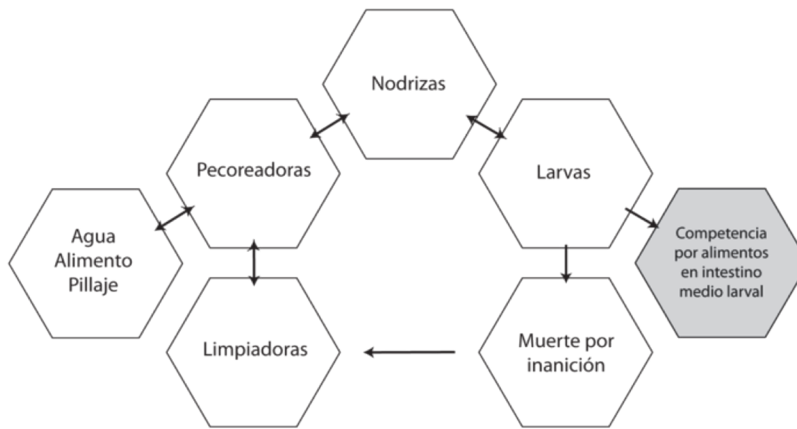 Nodrizas
Pecoreadoras
Larvas
Agua
Alimento
Pillaje
Competencia
por alimentos
en intestino
medio larval
Limpiadoras
Muerte por
inanición